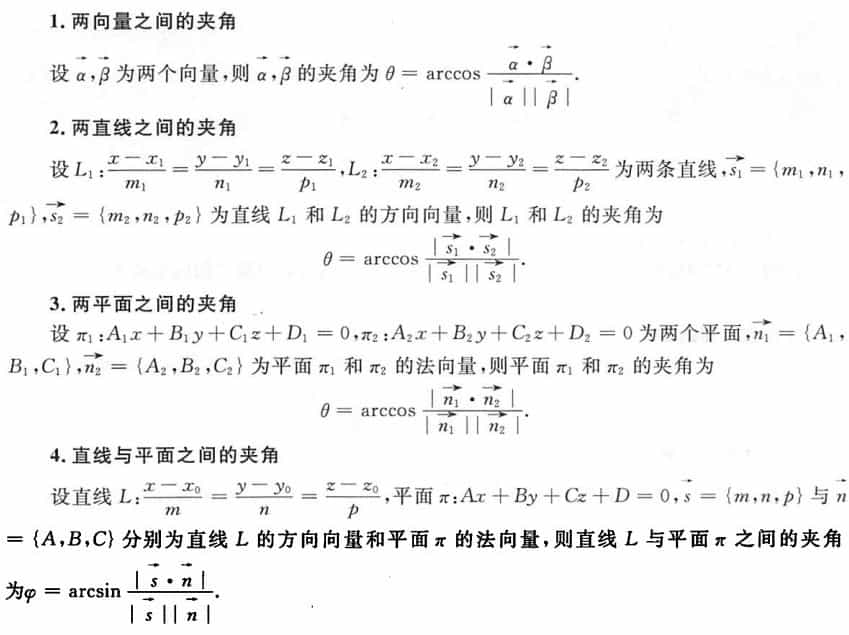 1. 两向量之间的夹角
设 $\vec{\alpha}$,$\vec{\beta}$ 为两个向量,则 $\vec{\alpha}$,$\vec{\beta}$ 的夹角为 $\theta = \arccos \frac{\vec{\alpha} \cdot \vec{\beta}}{|\vec{\alpha}||\vec{\beta}|}$.
2. 两直线之间的夹角
设 $L_1: \frac{x-x_1}{m_1} = \frac{y-y_1}{n_1} = \frac{z-z_1}{p_1}$,$L_2: \frac{x-x_2}{m_2} = \frac{y-y_2}{n_2} = \frac{z-z_2}{p_2}$ 为两条直线,$\vec{s_1} = \{m_1,n_1,$
$p_1\}$,$\vec{s_2} = \{m_2,n_2,p_2\}$ 为直线 $L_1$ 和 $L_2$ 的方向向量,则 $L_1$ 和 $L_2$ 的夹角为
$\theta = \arccos \frac{|\vec{s_1} \cdot \vec{s_2}|}{|\vec{s_1}||\vec{s_2}|}$.
3. 两平面之间的夹角
设 $\pi_1: A_1x+B_1y+C_1z+D_1 = 0$,$\pi_2: A_2x+B_2y+C_2z+D_2 = 0$ 为两个平面,$\vec{n_1} = \{A_1,$
$B_1,C_1\}$,$\vec{n_2} = \{A_2,B_2,C_2\}$ 为平面 $\pi_1$ 和 $\pi_2$ 的法向量,则平面 $\pi_1$ 和 $\pi_2$ 的夹角为
$\theta = \arccos \frac{|\vec{n_1} \cdot \vec{n_2}|}{|\vec{n_1}||\vec{n_2}|}$.
4. 直线与平面之间的夹角
设直线 $L: \frac{x-x_0}{m} = \frac{y-y_0}{n} = \frac{z-z_0}{p}$,平面 $\pi: Ax+By+Cz+D = 0$,$\vec{s} = \{m,n,p\}$ 与 $\vec{n}$
$= \{A,B,C\}$ 分别为直线 $L$ 的方向向量和平面 $\pi$ 的法向量,则直线 $L$ 与平面 $\pi$ 之间的夹角
为$\varphi = \arcsin \frac{|\vec{s} \cdot \vec{n}|}{|\vec{s}||\vec{n}|}$.